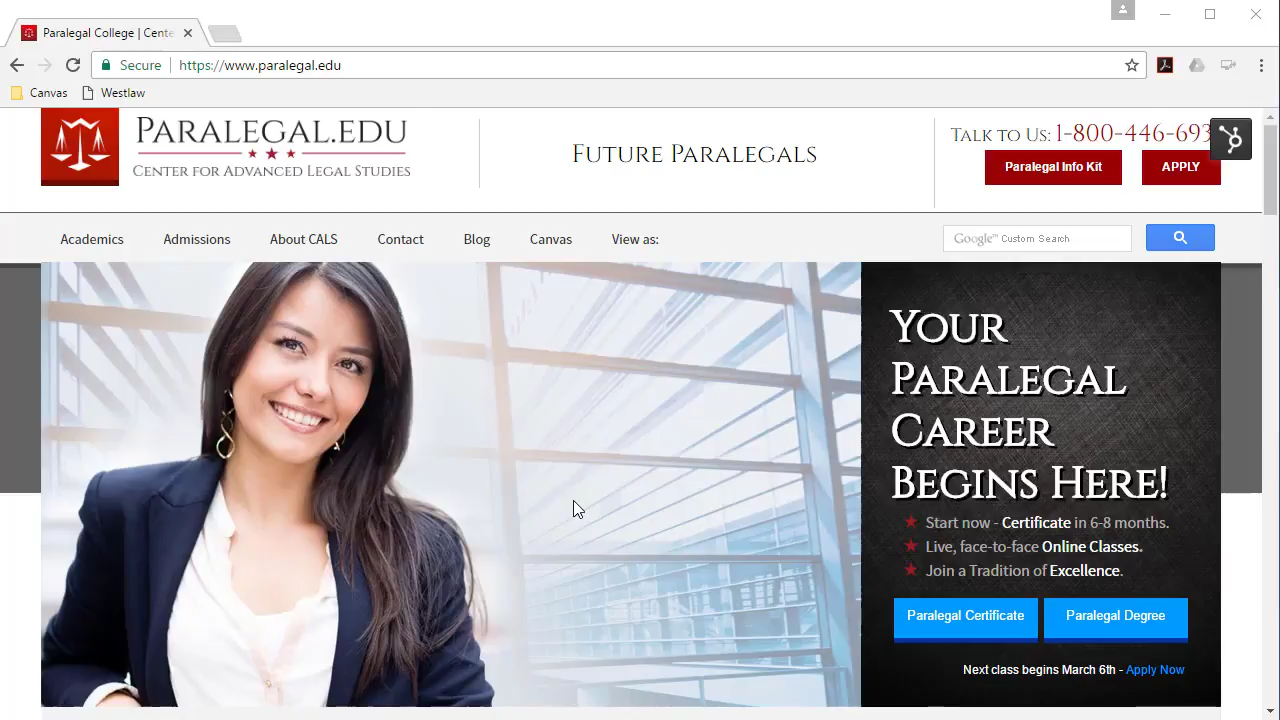 Paralegal College | Cente
Secure
https://www.paralegal.edu
Canvas
Westlaw
PARALEGAL.EDU
CENTER FOR ADVANCED LEGAL STUDIES
FUTURE PARALEGALS
TALK TO US: 1-800-446-693
Paralegal Info Kit
APPLY
Academics
Admissions
About CALS
Contact
Blog
Canvas
View as:
Google™ Custom Search
YOUR
PARALEGAL
CAREER
BEGINS HERE!
Start now - Certificate in 6-8 months.
Live, face-to-face Online Classes.
Join a Tradition of Excellence.
Paralegal Certificate
Paralegal Degree
Next class begins March 6th - Apply Now